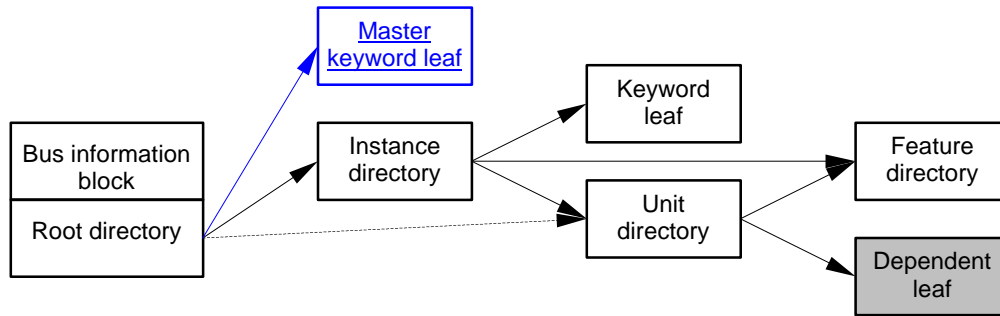 Master
keyword leaf
Keyword
leaf
Bus information
block
Instance
directory
Feature
directory
Root directory
Unit
directory
Dependent
leaf